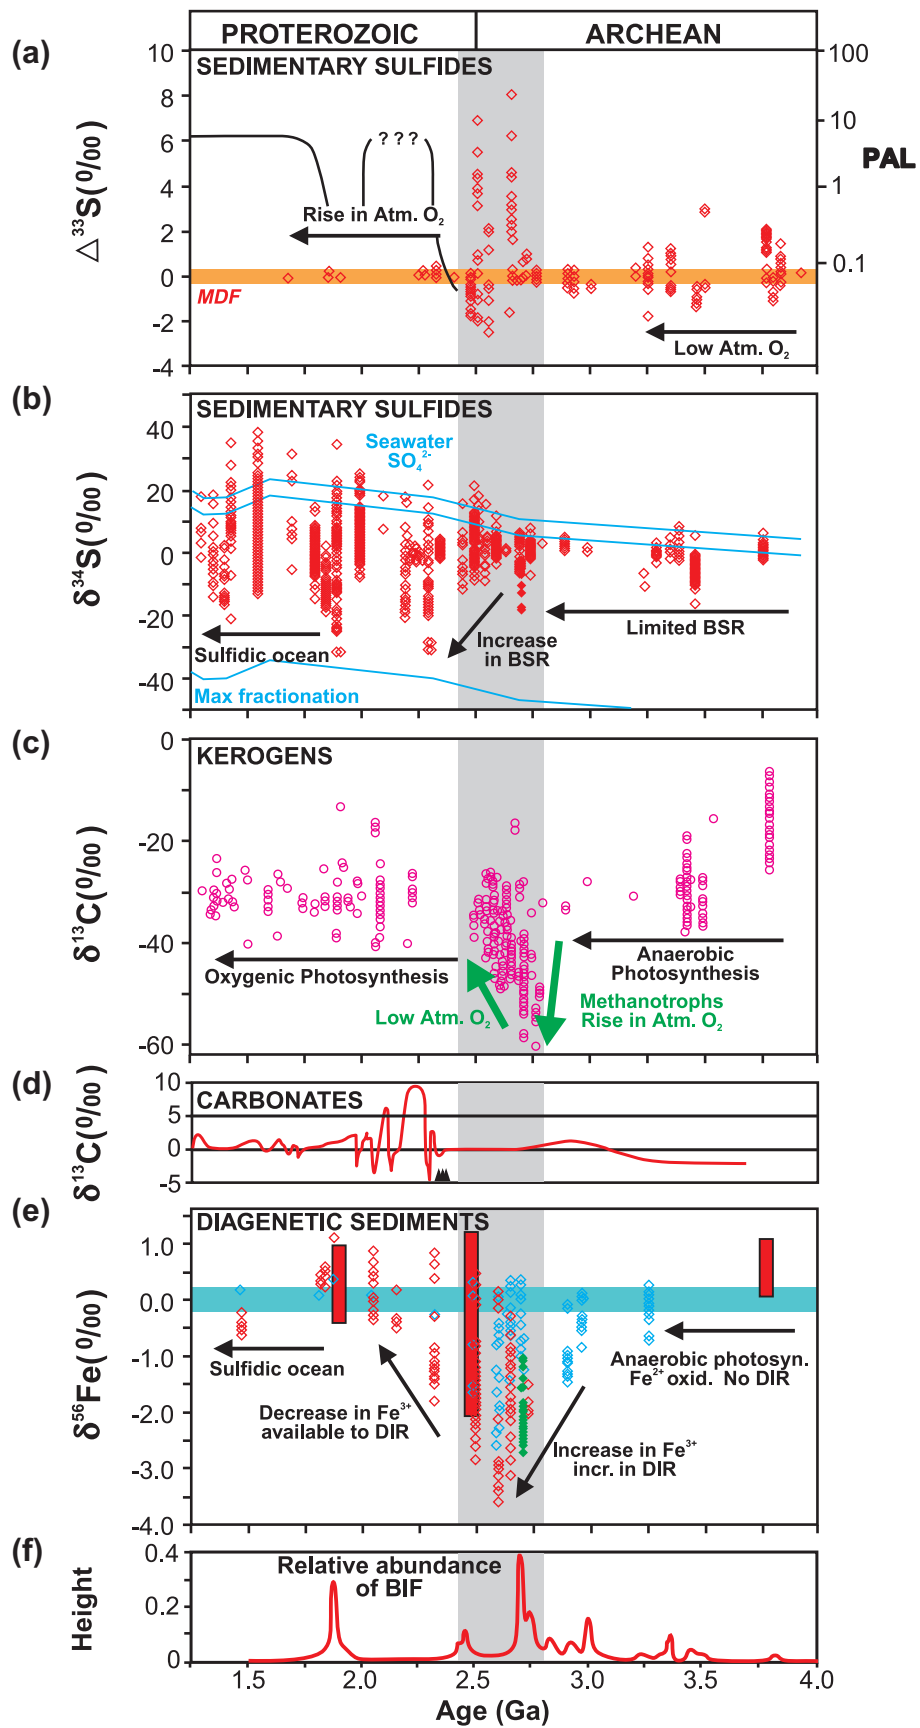 PROTEROZOIC
ARCHEAN
(a)
10
8
6
4
2
0
-2
-4
△³³S(⁰/₀₀)
100
10
1
0.1
PAL
SEDIMENTARY SULFIDES
? ? ?
Rise in Atm. O₂
MDF
Low Atm. O₂
(b)
40
20
0
-20
-40
δ³⁴S(⁰/₀₀)
SEDIMENTARY SULFIDES
Seawater
SO₄²⁻
Sulfidic ocean
Increase
in BSR
Limited BSR
Max fractionation
(c)
0
-20
-40
-60
δ¹³C(⁰/₀₀)
KEROGENS
Oxygenic Photosynthesis
Anaerobic
Photosynthesis
Low Atm. O₂
Methanotrophs
Rise in Atm. O₂
(d)
10
5
0
-5
δ¹³C(⁰/₀₀)
CARBONATES
(e)
1.0
0.0
-1.0
-2.0
-3.0
-4.0
δ⁵⁶Fe(⁰/₀₀)
DIAGENETIC SEDIMENTS
Sulfidic ocean
Anaerobic photosyn.
Fe²⁺ oxid. No DIR
Decrease in Fe³⁺
available to DIR
Increase in Fe³⁺
incr. in DIR
(f)
0.4
0.2
0
Height
Relative abundance
of BIF
1.5
2.0
2.5
3.0
3.5
4.0
Age (Ga)